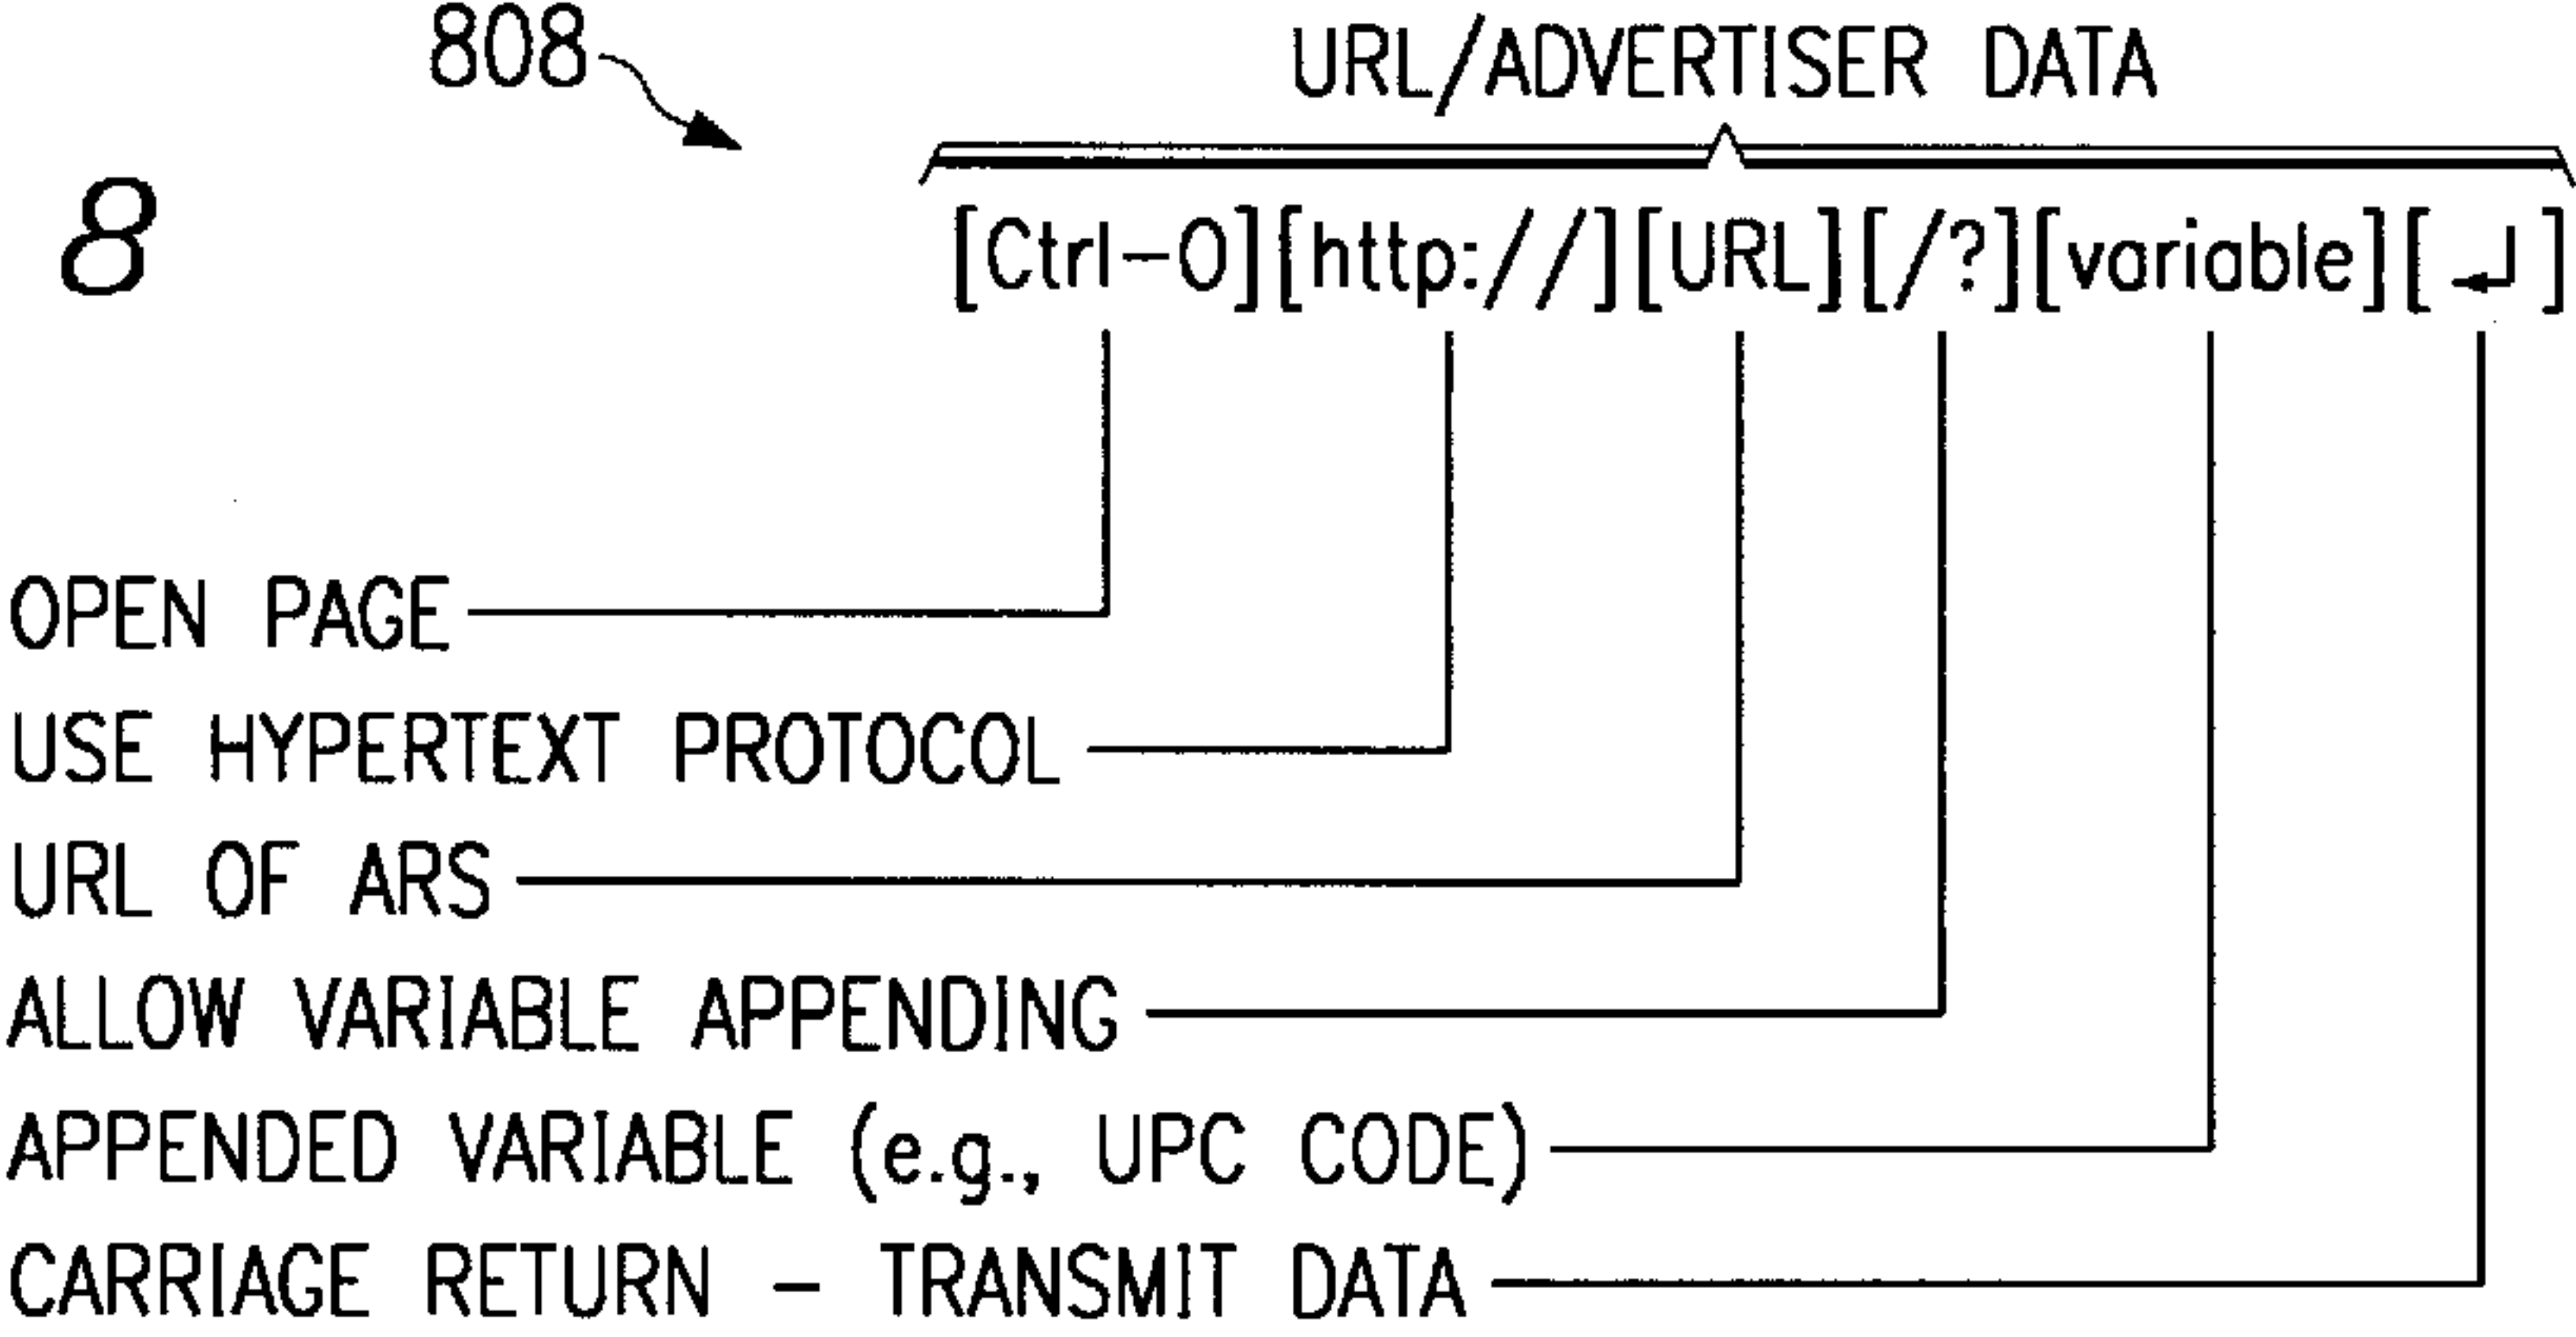 808
URL/ADVERTISER DATA
8
[Ctrl-O][http://][URL][/?][variable][↵]
OPEN PAGE
USE HYPERTEXT PROTOCOL
URL OF ARS
ALLOW VARIABLE APPENDING
APPENDED VARIABLE (e.g., UPC CODE)
CARRIAGE RETURN - TRANSMIT DATA